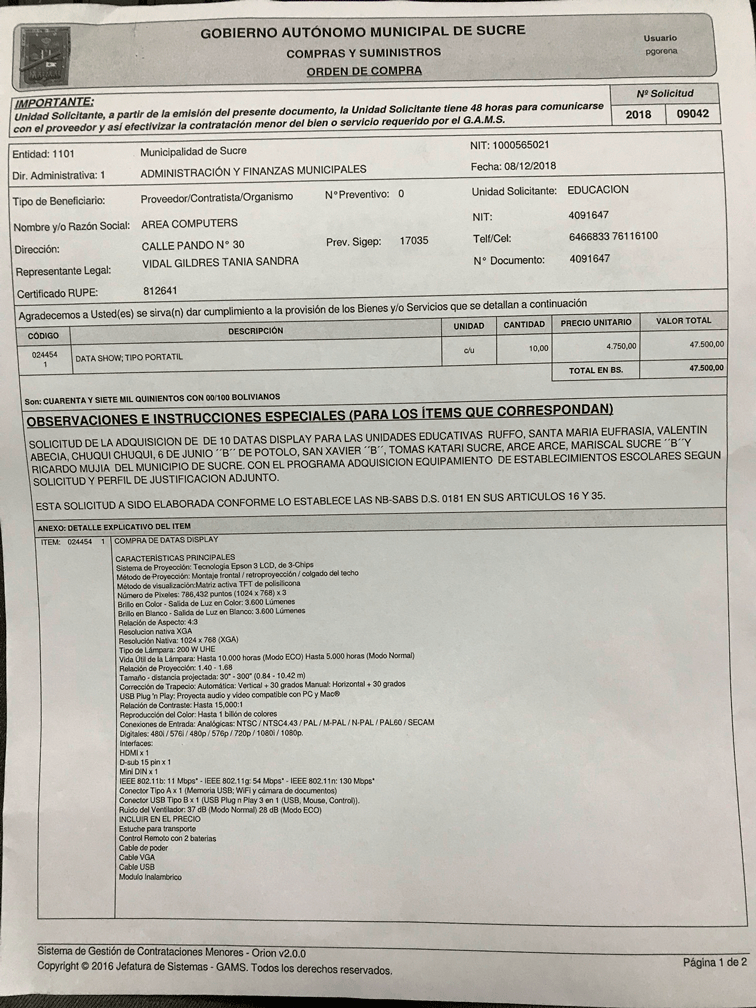 GOBIERNO AUTÓNOMO MUNICIPAL DE SUCRE
COMPRAS Y SUMINISTROS
ORDEN DE COMPRA
Usuario
pgorena
IMPORTANTE:
Unidad Solicitante, a partir de la emisión del presente documento, la Unidad Solicitante tiene 48 horas para comunicarse
con el proveedor y así efectivizar la contratación menor del bien o servicio requerido por el G.A.M.S.
Nº Solicitud
2018 09042
Entidad: 1101 Municipalidad de Sucre NIT: 1000565021
Dir. Administrativa: 1 ADMINISTRACIÓN Y FINANZAS MUNICIPALES Fecha: 08/12/2018
Tipo de Beneficiario: Proveedor/Contratista/Organismo N°Preventivo: 0 Unidad Solicitante: EDUCACION
Nombre y/o Razón Social: AREA COMPUTERS NIT: 4091647
Dirección: CALLE PANDO N° 30 Prev. Sigep: 17035 Telf/Cel: 6466833 76116100
Representante Legal: VIDAL GILDRES TANIA SANDRA N° Documento: 4091647
Certificado RUPE: 812641
Agradecemos a Usted(es) se sirva(n) dar cumplimiento a la provisión de los Bienes y/o Servicios que se detallan a continuación
CÓDIGO DESCRIPCIÓN UNIDAD CANTIDAD PRECIO UNITARIO VALOR TOTAL
024454 1 DATA SHOW; TIPO PORTATIL c/u 10,00 4.750,00 47.500,00
TOTAL EN BS. 47.500,00
Son: CUARENTA Y SIETE MIL QUINIENTOS CON 00/100 BOLIVIANOS
OBSERVACIONES E INSTRUCCIONES ESPECIALES (PARA LOS ÍTEMS QUE CORRESPONDAN)
SOLICITUD DE LA ADQUISICION DE DE 10 DATAS DISPLAY PARA LAS UNIDADES EDUCATIVAS RUFFO, SANTA MARIA EUFRASIA, VALENTIN
ABECIA, CHUQUI CHUQUI, 6 DE JUNIO ´´B´´ DE POTOLO, SAN XAVIER ´´B´´, TOMAS KATARI SUCRE, ARCE ARCE, MARISCAL SUCRE ´´B´´Y
RICARDO MUJIA DEL MUNICIPIO DE SUCRE. CON EL PROGRAMA ADQUISICION EQUIPAMIENTO DE ESTABLECIMIENTOS ESCOLARES SEGUN
SOLICITUD Y PERFIL DE JUSTIFICACION ADJUNTO.
ESTA SOLICITUD A SIDO ELABORADA CONFORME LO ESTABLECE LAS NB-SABS D.S. 0181 EN SUS ARTICULOS 16 Y 35.
ANEXO: DETALLE EXPLICATIVO DEL ITEM
ITEM: 024454 1 COMPRA DE DATAS DISPLAY
CARACTERÍSTICAS PRINCIPALES
Sistema de Proyección: Tecnología Epson 3 LCD, de 3-Chips
Método de Proyección: Montaje frontal / retroproyección / colgado del techo
Método de visualización:Matriz activa TFT de polisilicona
Número de Pixeles: 786,432 puntos (1024 x 768) x 3
Brillo en Color - Salida de Luz en Color: 3.600 Lúmenes
Brillo en Blanco - Salida de Luz en Blanco: 3.600 Lúmenes
Relación de Aspecto: 4:3
Resolucion nativa XGA
Resolución Nativa: 1024 x 768 (XGA)
Tipo de Lámpara: 200 W UHE
Vida Útil de la Lámpara: Hasta 10.000 horas (Modo ECO) Hasta 5.000 horas (Modo Normal)
Relación de Proyección: 1.40 - 1.68
Tamaño - distancia projectada: 30" - 300" (0.84 - 10.42 m)
Corrección de Trapecio: Automática: Vertical + 30 grados Manual: Horizontal + 30 grados
USB Plug 'n Play: Proyecta audio y video compatible con PC y Mac®
Relación de Contraste: Hasta 15,000:1
Reproducción del Color: Hasta 1 billón de colores
Conexiones de Entrada: Analógicas: NTSC / NTSC4.43 / PAL / M-PAL / N-PAL / PAL60 / SECAM
Digitales: 480i / 576i / 480p / 576p / 720p / 1080i / 1080p.
Interfaces:
HDMI x 1
D-sub 15 pin x 1
Mini DIN x 1
IEEE 802.11b: 11 Mbps* - IEEE 802.11g: 54 Mbps* - IEEE 802.11n: 130 Mbps*
Conector Tipo A x 1 (Memoria USB; WiFi y cámara de documentos)
Conector USB Tipo B x 1 (USB Plug n Play 3 en 1 (USB, Mouse, Control)).
Ruido del Ventilador: 37 dB (Modo Normal) 28 dB (Modo ECO)
INCLUIR EN EL PRECIO
Estuche para transporte
Control Remoto con 2 baterias
Cable de poder
Cable VGA
Cable USB
Modulo Inalambrico
Sistema de Gestión de Contrataciones Menores - Orion v2.0.0
Copyright © 2016 Jefatura de Sistemas - GAMS. Todos los derechos reservados.
Página 1 de 2